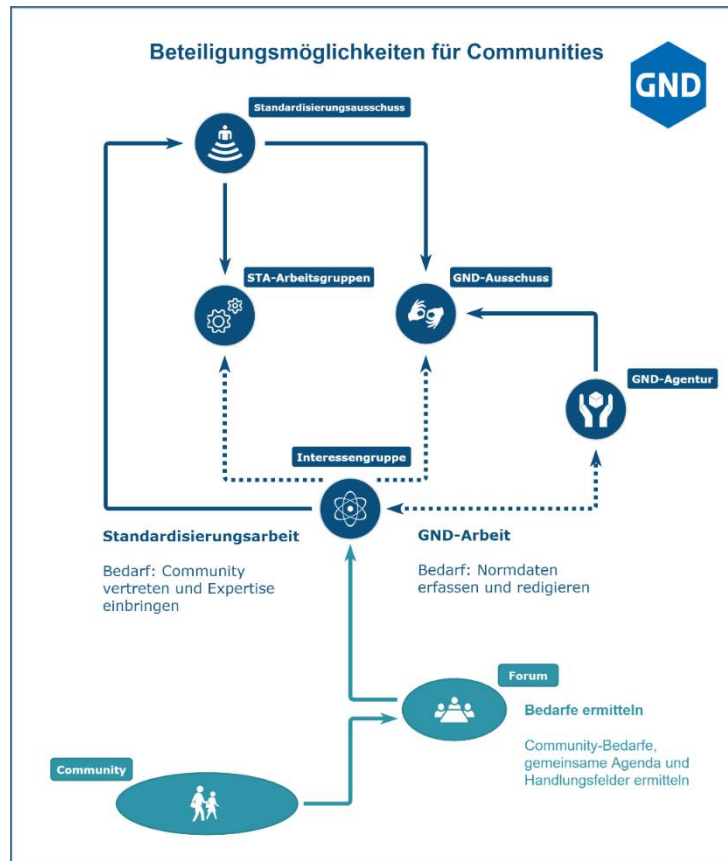 Beteiligungsmöglichkeiten für Communities
GND
Standardisierungsausschuss
STA-Arbeitsgruppen
GND-Ausschuss
GND-Agentur
Interessengruppe
Standardisierungsarbeit
Bedarf: Community
vertreten und Expertise
einbringen
GND-Arbeit
Bedarf: Normdaten
erfassen und redigieren
Forum
Bedarfe ermitteln
Community-Bedarfe,
gemeinsame Agenda und
Handlungsfelder ermitteln
Community